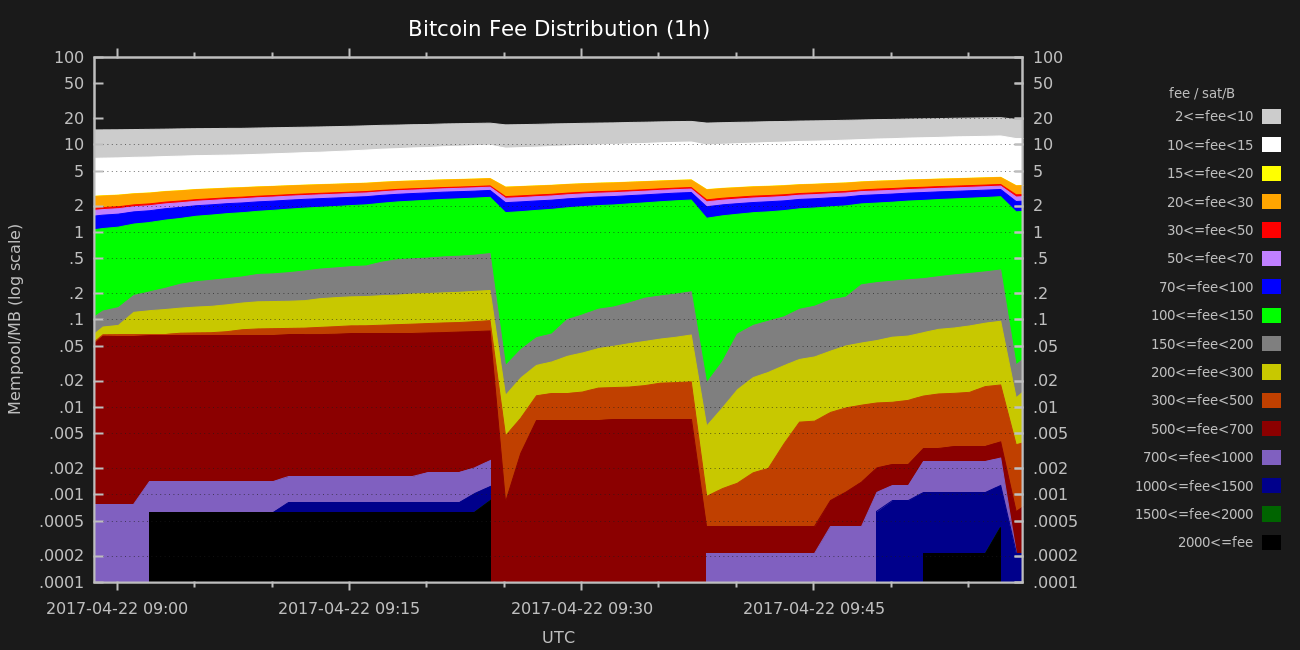 Bitcoin Fee Distribution (1h)
Mempool/MB (log scale)
100
50
20
10
5
2
1
.5
.2
.1
.05
.02
.01
.005
.002
.001
.0005
.0002
.0001
100
50
20
10
5
2
1
.5
.2
.1
.05
.02
.01
.005
.002
.001
.0005
.0002
.0001
2017-04-22 09:00 2017-04-22 09:15 2017-04-22 09:30 2017-04-22 09:45
UTC
fee / sat/B
2<=fee<10
10<=fee<15
15<=fee<20
20<=fee<30
30<=fee<50
50<=fee<70
70<=fee<100
100<=fee<150
150<=fee<200
200<=fee<300
300<=fee<500
500<=fee<700
700<=fee<1000
1000<=fee<1500
1500<=fee<2000
2000<=fee